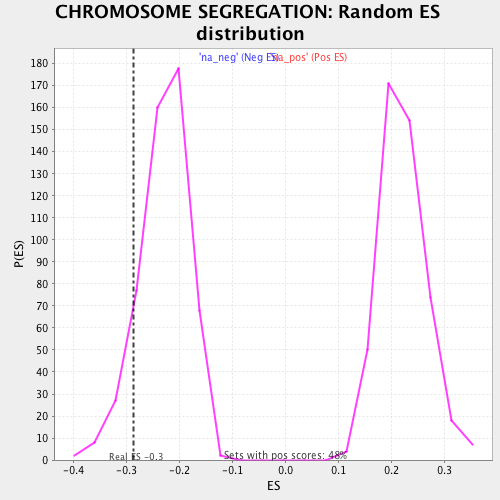 CHROMOSOME SEGREGATION: Random ES
distribution
'na_neg' (Neg ES)
'na_pos' (Pos ES)
180
170
160
150
140
130
120
110
100
90
80
70
60
50
40
30
20
10
0
P(ES)
Real ES -0.3
Sets with pos scores: 48%
-0.4 -0.3 -0.2 -0.1 0.0 0.1 0.2 0.3
ES